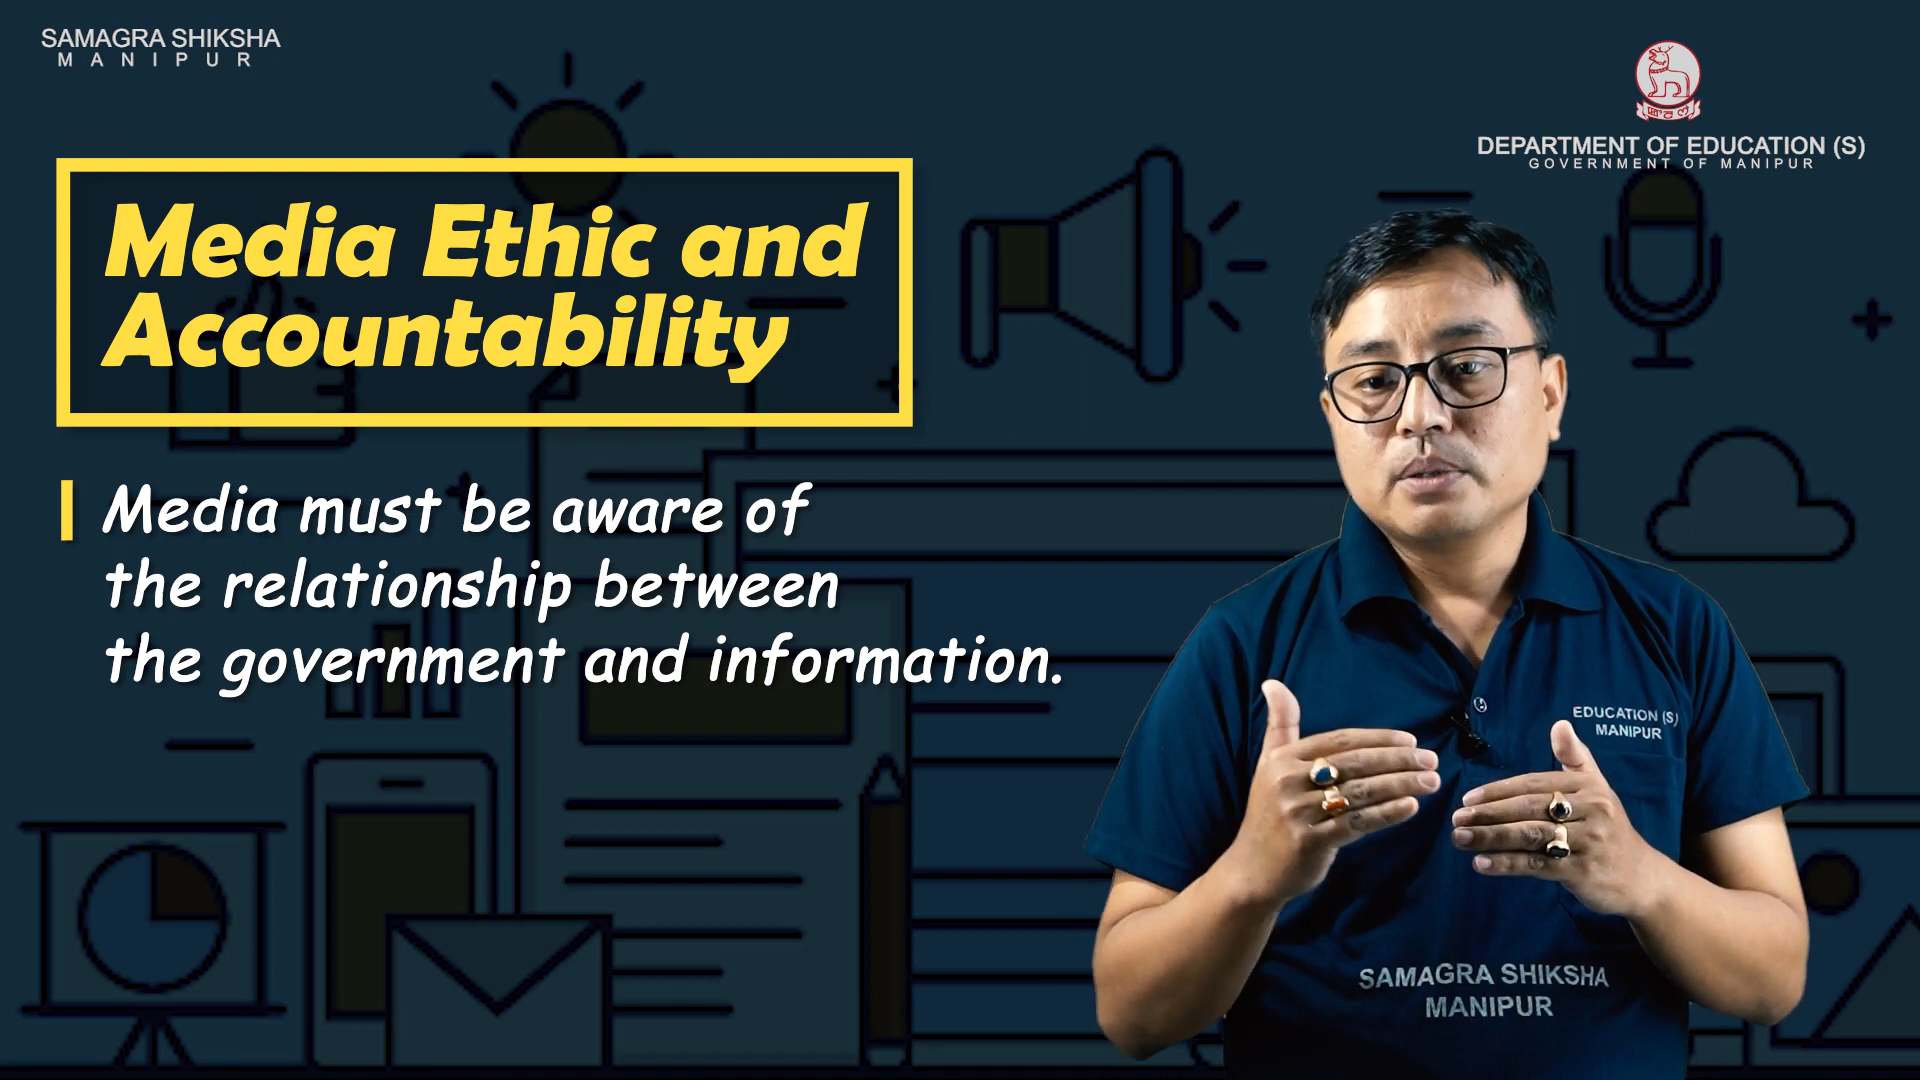 SAMAGRA SHIKSHA
MANIPUR
DEPARTMENT OF EDUCATION (S)
GOVERNMENT OF MANIPUR
Media Ethic and
Accountability
Media must be aware of
the relationship between
the government and information.
EDUCATION (S)
MANIPUR
SAMAGRA SHIKSHA
MANIPUR